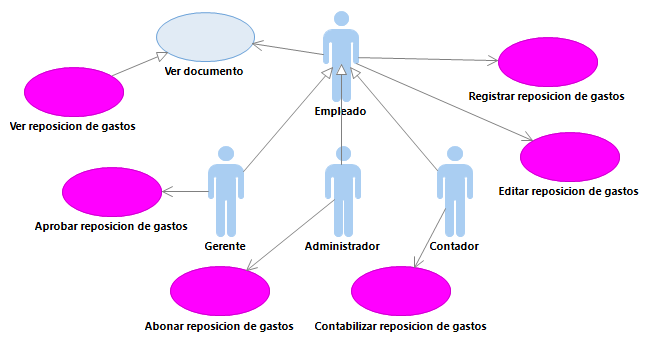 Ver documento
Empleado
Registrar reposicion de gastos
Ver reposicion de gastos
Editar reposicion de gastos
Aprobar reposicion de gastos
Gerente
Administrador
Contador
Abonar reposicion de gastos
Contabilizar reposicion de gastos